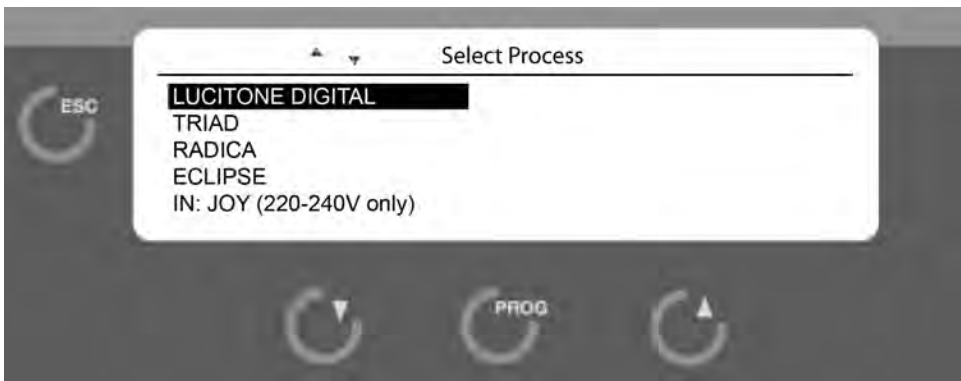 Select Process
ESC
LUCITONE DIGITAL
TRIAD
RADICA
ECLIPSE
IN: JOY (220-240V only)
PROG